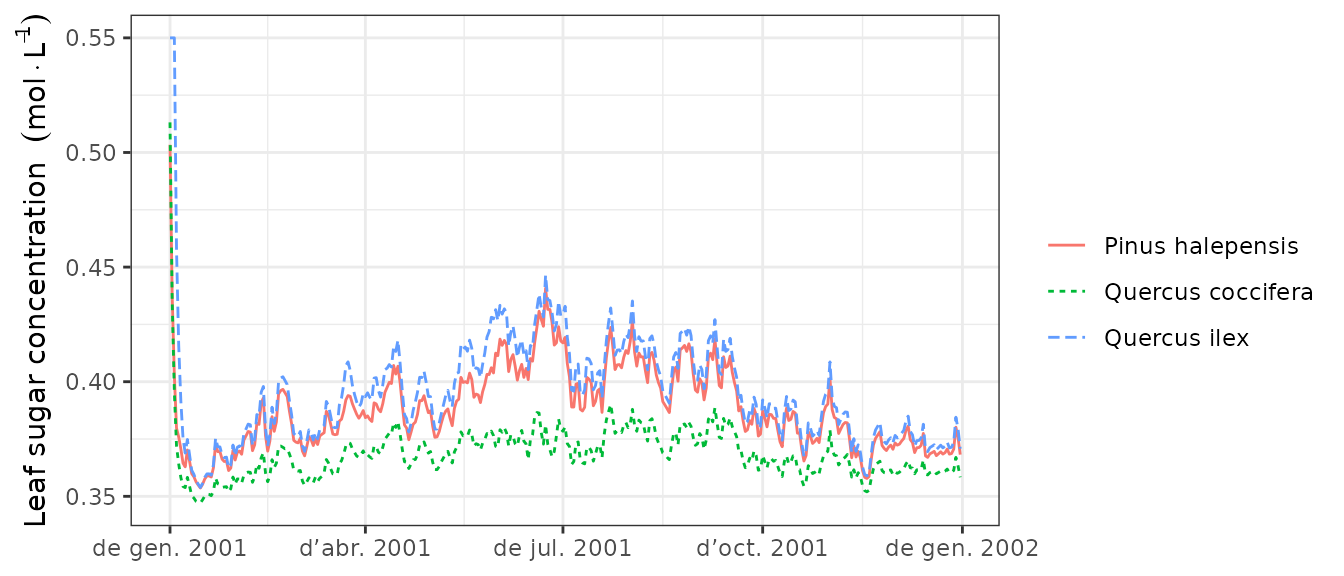 Leaf sugar concentration (mol·L⁻¹)
0.55
0.50
0.45
0.40
0.35
de gen. 2001
d’abr. 2001
de jul. 2001
d’oct. 2001
de gen. 2002
Pinus halepensis
Quercus coccifera
Quercus ilex